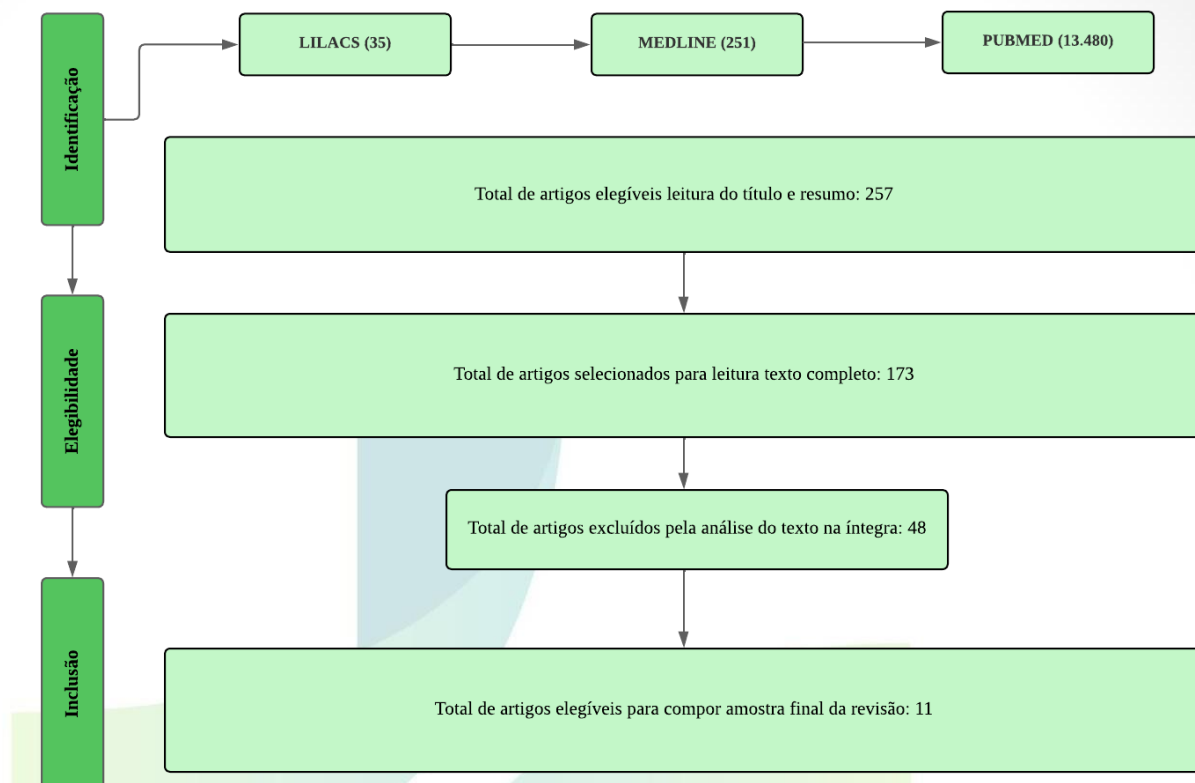 Identificação
LILACS (35)
MEDLINE (251)
PUBMED (13.480)
Total de artigos elegíveis leitura do título e resumo: 257
Elegibilidade
Total de artigos selecionados para leitura texto completo: 173
Total de artigos excluídos pela análise do texto na íntegra: 48
Inclusão
Total de artigos elegíveis para compor amostra final da revisão: 11